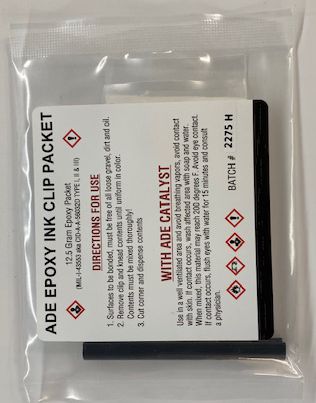 ADE EPOXY INK CLIP PACKET
12.5 Gram Epoxy Packet
(MIL-I-43553 aka CID-A-A-56032D TYPE I, II & III)
DIRECTIONS FOR USE
1. Surfaces to be bonded, must be free of all loose gravel, dirt and oil.
2. Remove clip and knead contents until uniform in color.
Contents must be mixed thoroughly!
3. Cut corner and dispense contents
WITH ADE CATALYST
Use in a well ventilated area and avoid breathing vapors, avoid contact
with skin. If contact occurs, wash affected area with soap and water.
When mixed, this material may reach 200 degrees F. Avoid eye contact.
If contact occurs, flush eyes with water for 15 minutes and consult
a physician.
BATCH # 2275 H